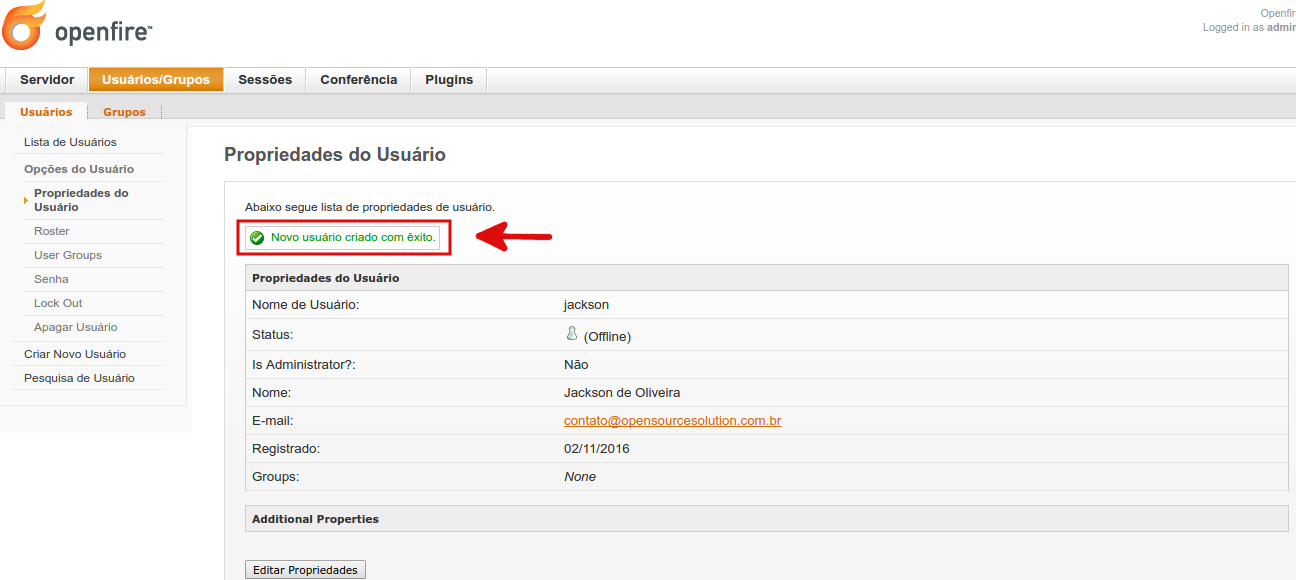 openfire™
Openfir
Logged in as admin
Servidor Usuários/Grupos Sessões Conferência Plugins
Usuários Grupos
Lista de Usuários
Opções do Usuário
Propriedades do
Usuário
Roster
User Groups
Senha
Lock Out
Apagar Usuário
Criar Novo Usuário
Pesquisa de Usuário
Propriedades do Usuário
Abaixo segue lista de propriedades de usuário.
Novo usuário criado com êxito.
Propriedades do Usuário
Nome de Usuário: jackson
Status: (Offline)
Is Administrator?: Não
Nome: Jackson de Oliveira
E-mail: contato@opensourcesolution.com.br
Registrado: 02/11/2016
Groups: None
Additional Properties
Editar Propriedades